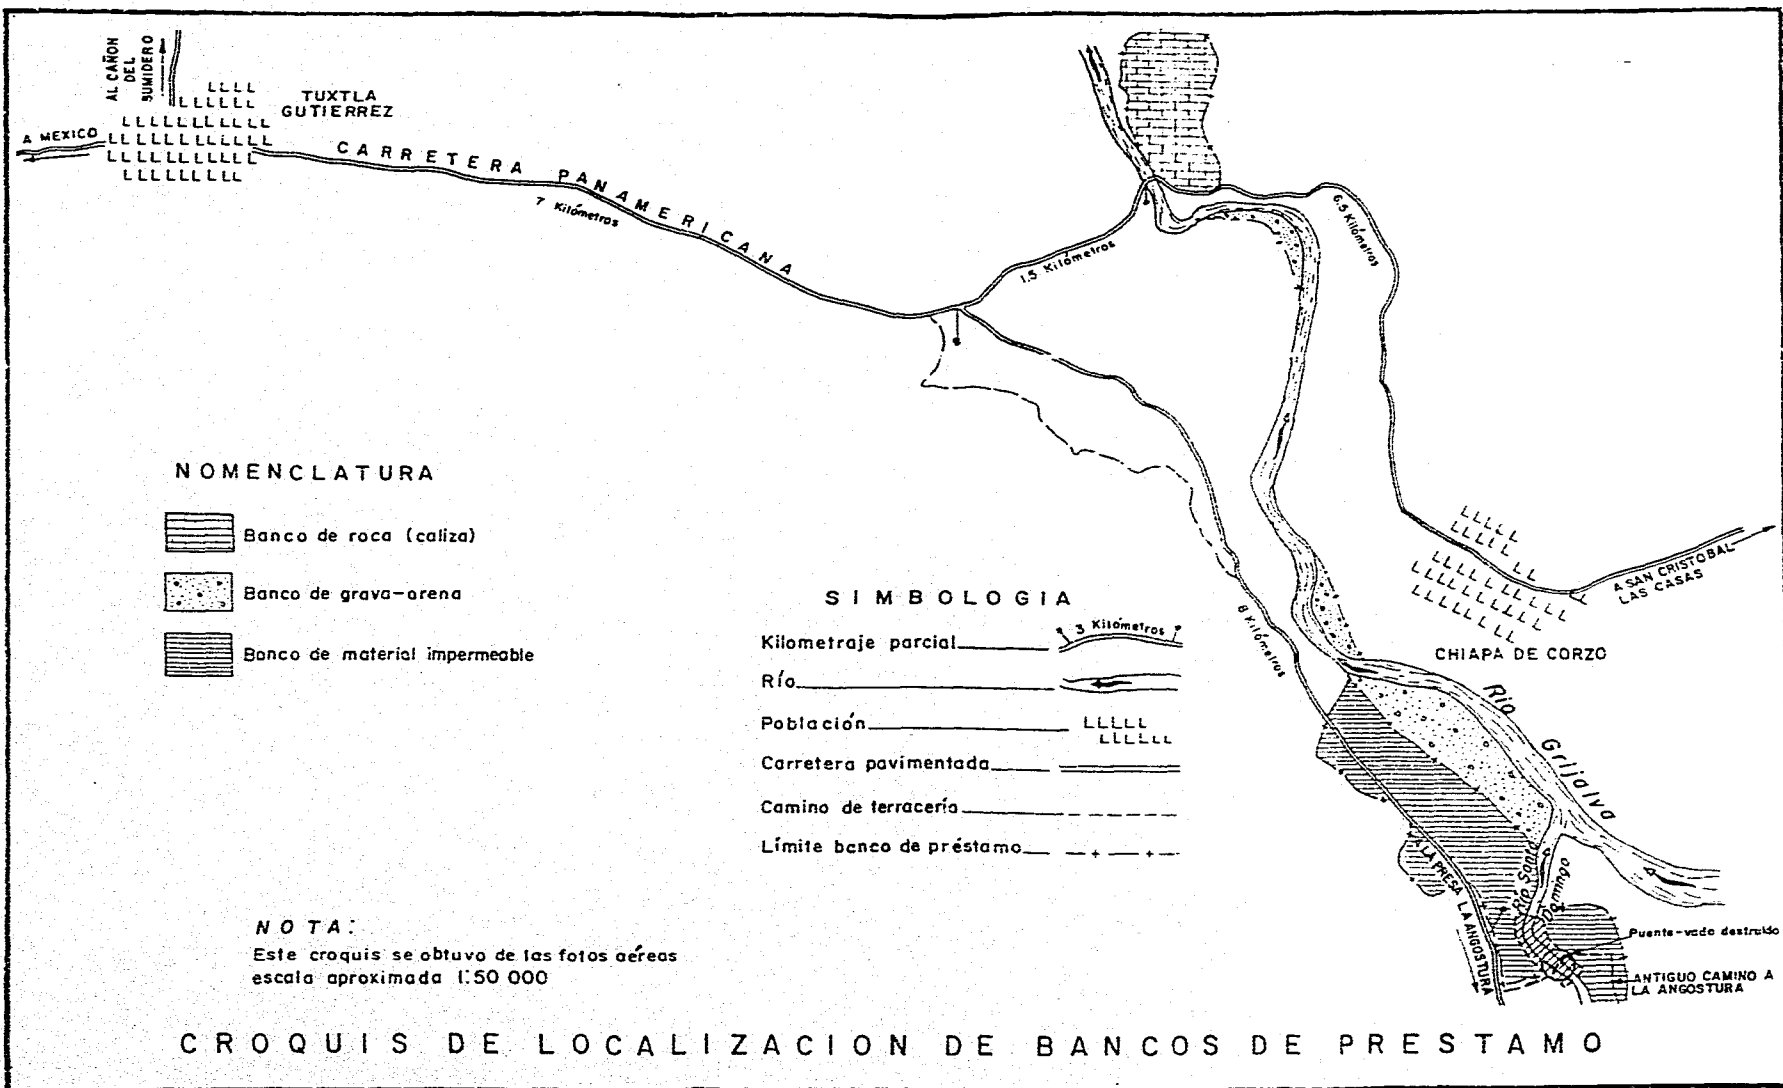 AL CAÑON
DEL
SUMIDERO
TUXTLA
GUTIERREZ
A MEXICO
CARRETERA PANAMERICANA
7 Kilómetros
1.5 Kilómetros
6.5 Kilómetros
NOMENCLATURA
Banco de roca (caliza)
Banco de grava-arena
Banco de material impermeable
SIMBOLOGIA
Kilometraje parcial
3 Kilómetros
Río
Población
Carretera pavimentada
Camino de terracería
Límite banco de préstamo
8 Kilómetros
A SAN CRISTOBAL
LAS CASAS
CHIAPA DE CORZO
Río Grijalva
A LA PRESA LA ANGOSTURA
Río Santo
Domingo
Puente-vado destruido
ANTIGUO CAMINO A
LA ANGOSTURA
NOTA:
Este croquis se obtuvo de las fotos aéreas
escala aproximada 1:50 000
CROQUIS DE LOCALIZACION DE BANCOS DE PRESTAMO